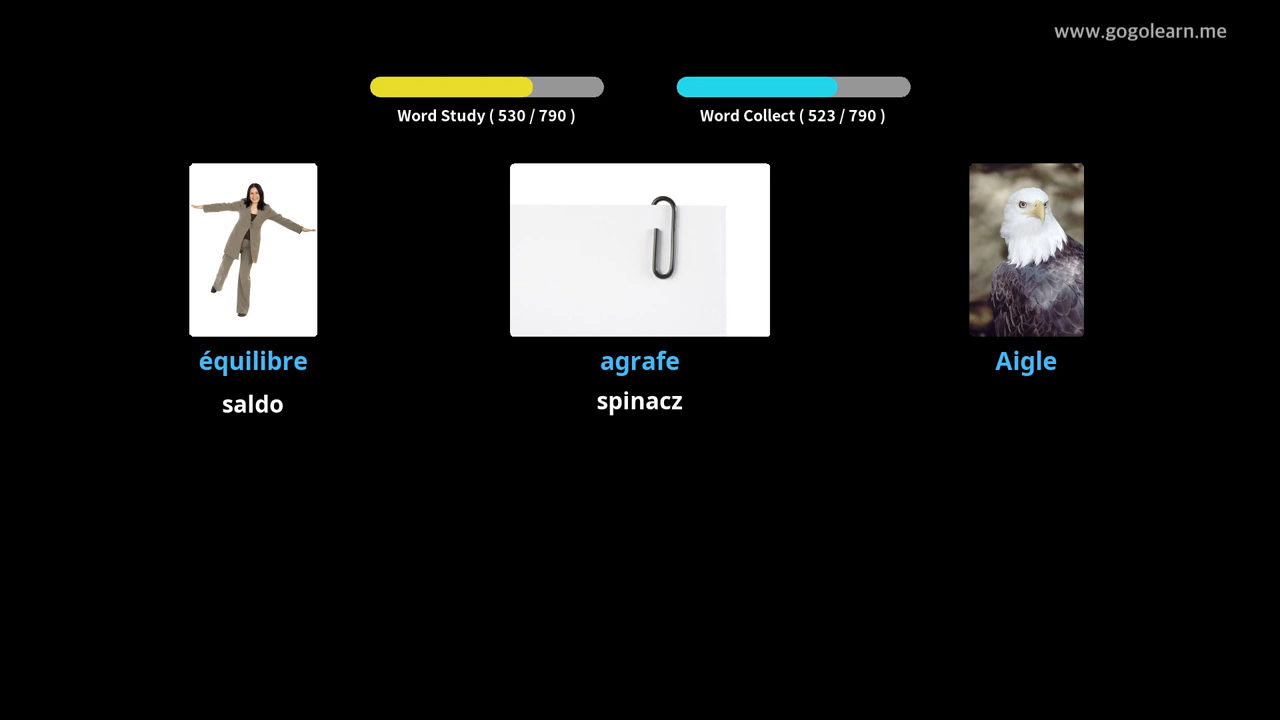 www.gogolearn.me
Word Study ( 530 / 790 )
Word Collect ( 523 / 790 )
équilibre
saldo
agrafe
spinacz
Aigle